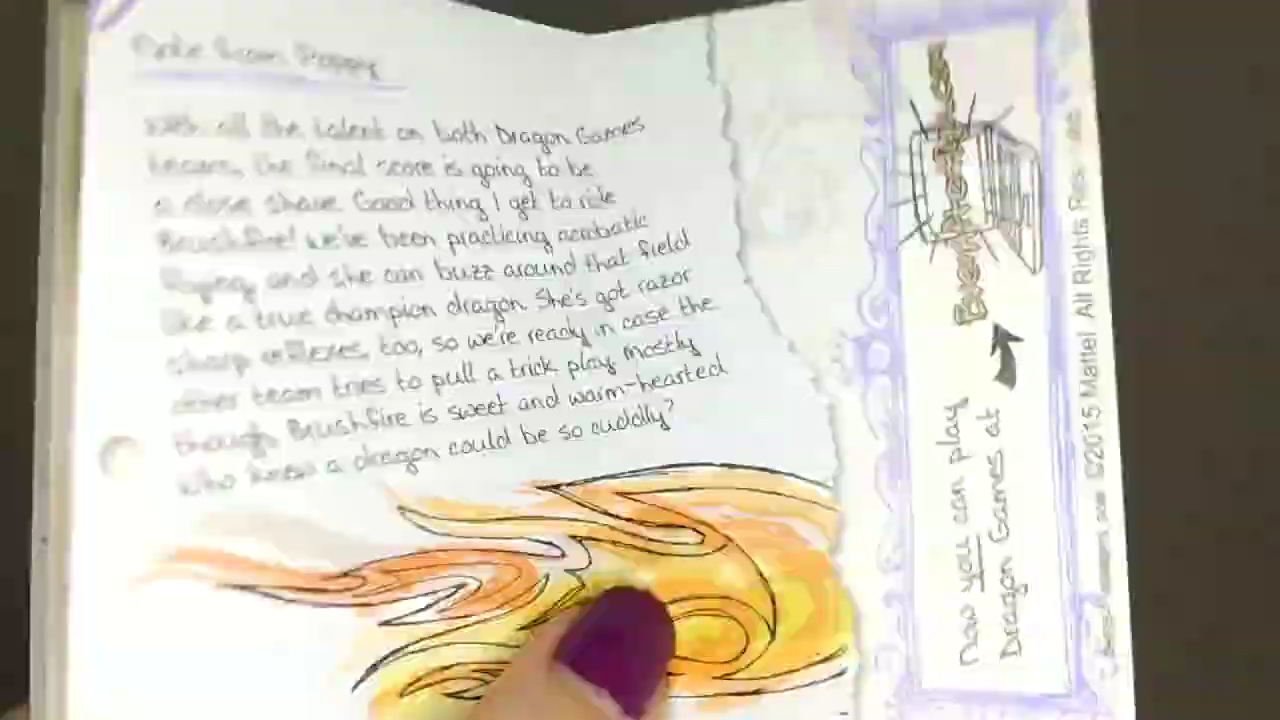 With all the talent on both Dragon Games
teams, the final score is going to be
a close shave. Good thing I get to ride
Brushfire! We've been practicing acrobatic
flying, and she can buzz around that field
like a true champion dragon. She's got razor
sharp reflexes, too, so we're ready in case the
other team tries to pull a trick play. Mostly
though, Brushfire is sweet and warm-hearted
who knew a dragon could be so cuddly?
Now you can play
Dragon Games at
©2015 Mattel All Rights